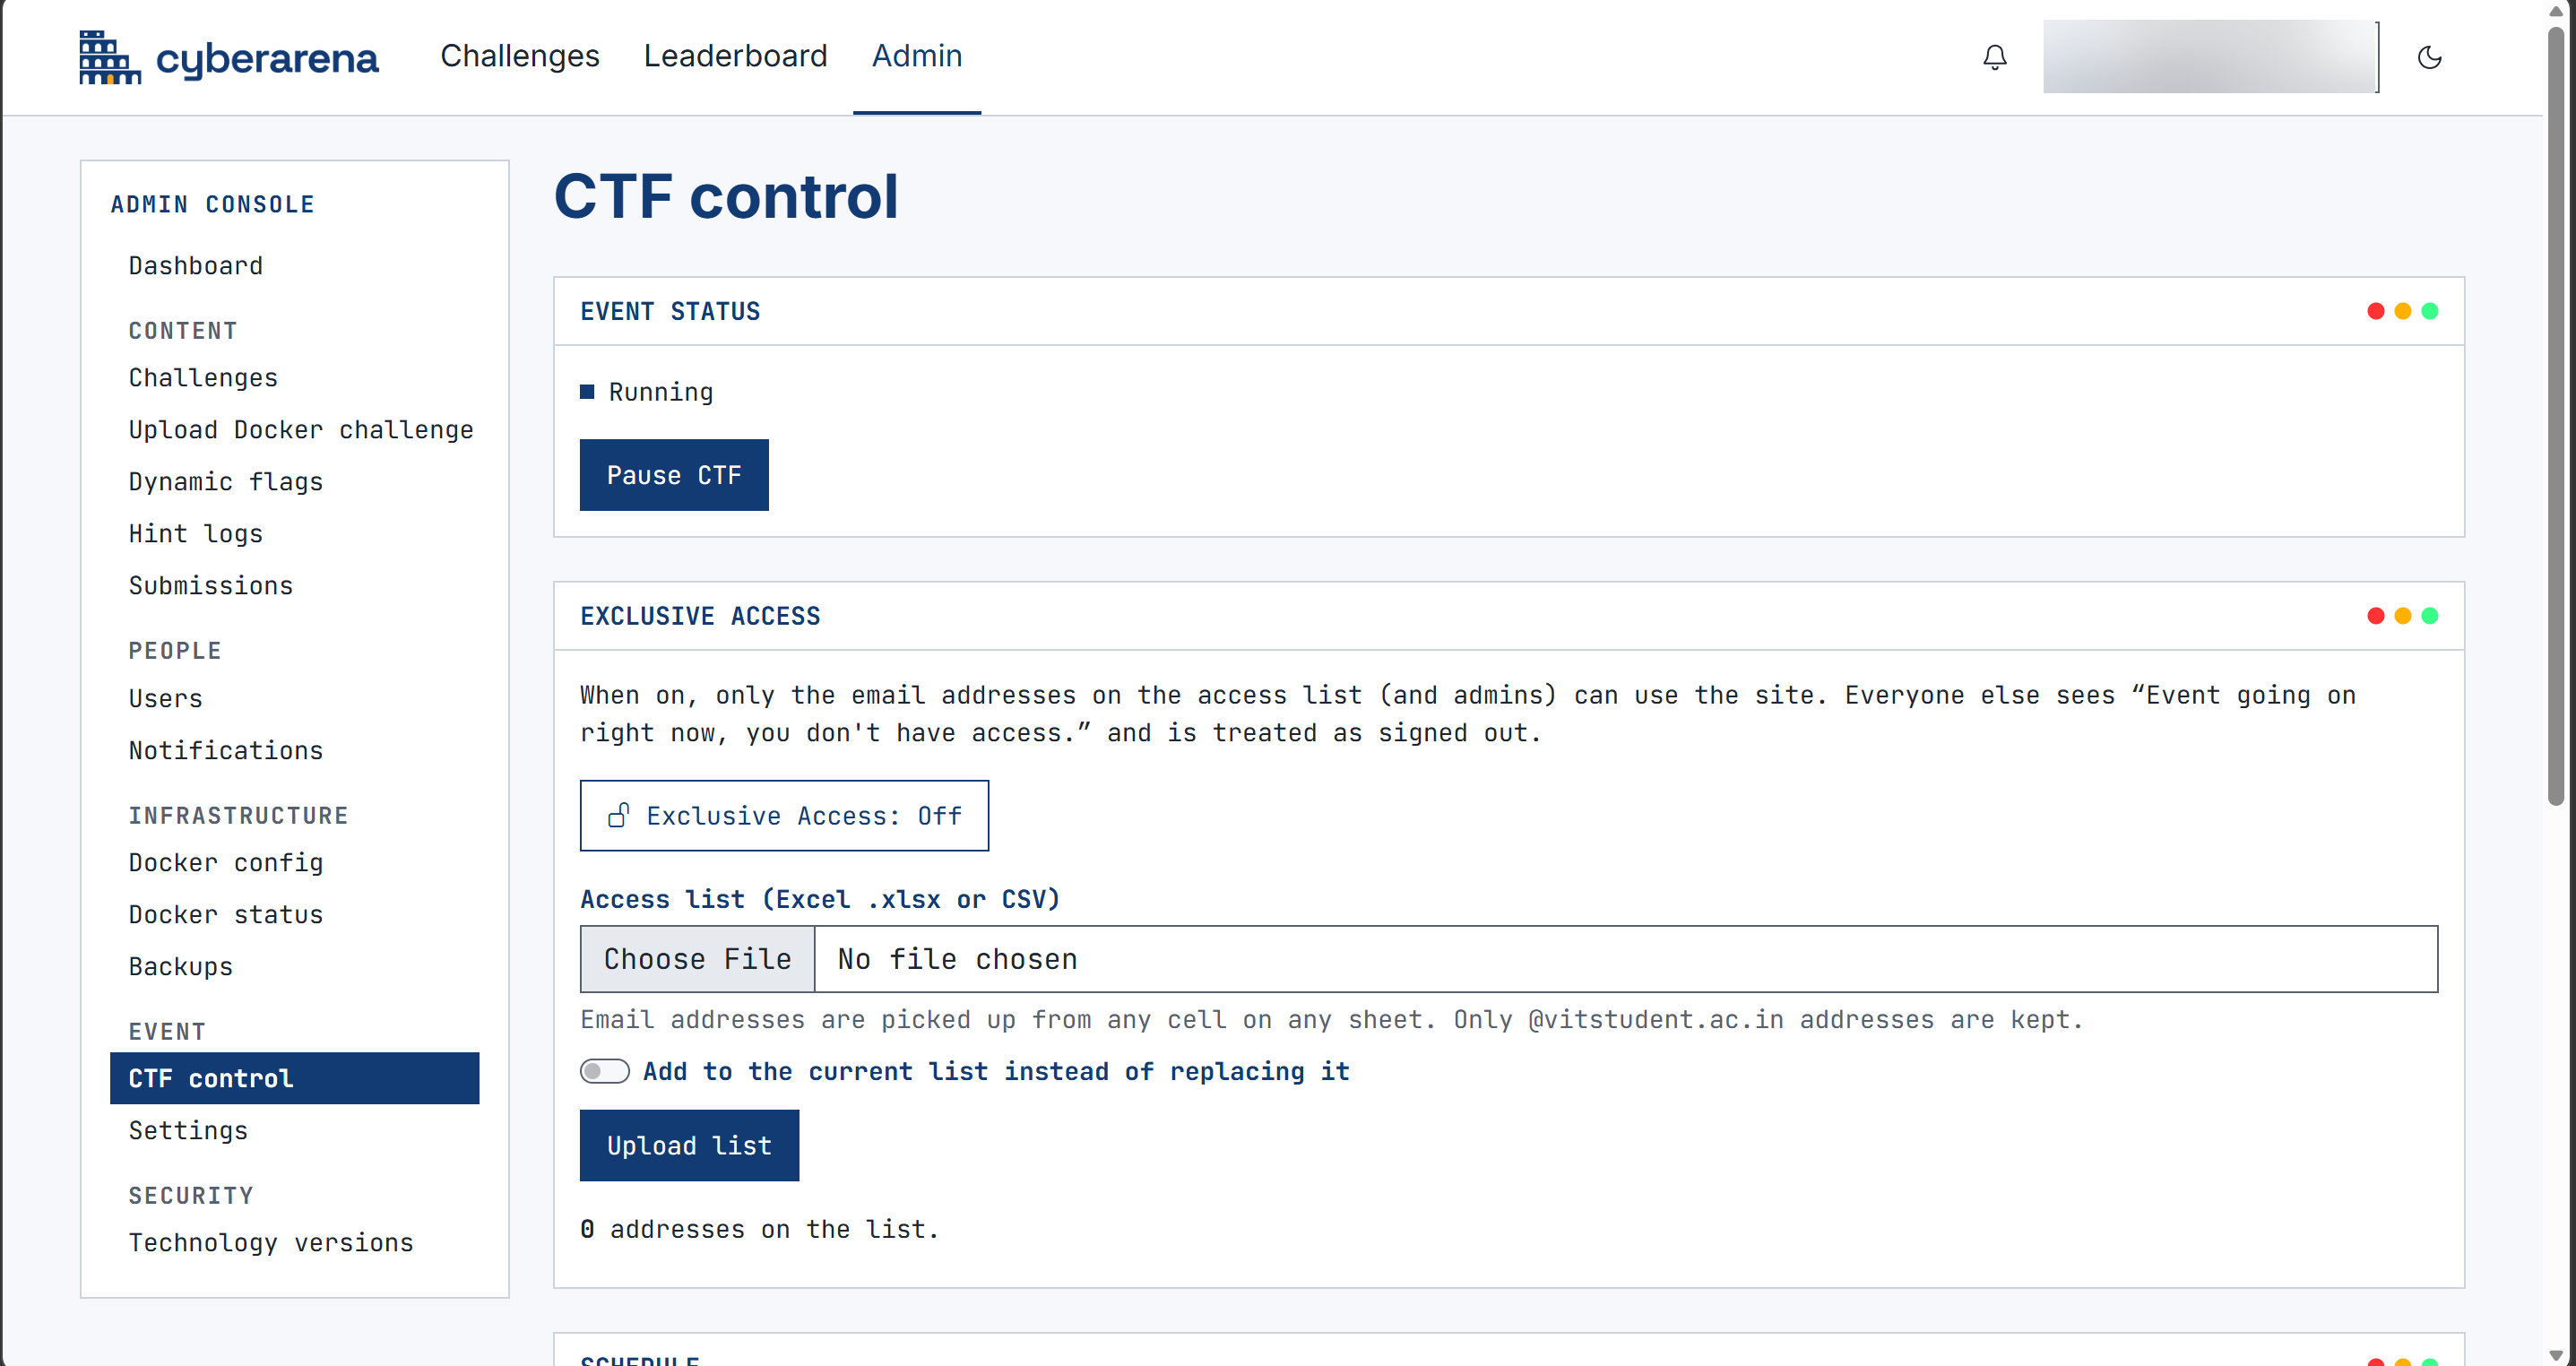 cyberarena
Challenges
Leaderboard
Admin
ADMIN CONSOLE
Dashboard
CONTENT
Challenges
Upload Docker challenge
Dynamic flags
Hint logs
Submissions
PEOPLE
Users
Notifications
INFRASTRUCTURE
Docker config
Docker status
Backups
EVENT
CTF control
Settings
SECURITY
Technology versions
CTF control
EVENT STATUS
Running
Pause CTF
EXCLUSIVE ACCESS
When on, only the email addresses on the access list (and admins) can use the site. Everyone else sees “Event going on
right now, you don't have access.” and is treated as signed out.
Exclusive Access: Off
Access list (Excel .xlsx or CSV)
Choose File
No file chosen
Email addresses are picked up from any cell on any sheet. Only @vitstudent.ac.in addresses are kept.
Add to the current list instead of replacing it
Upload list
0 addresses on the list.
SCHEDULE